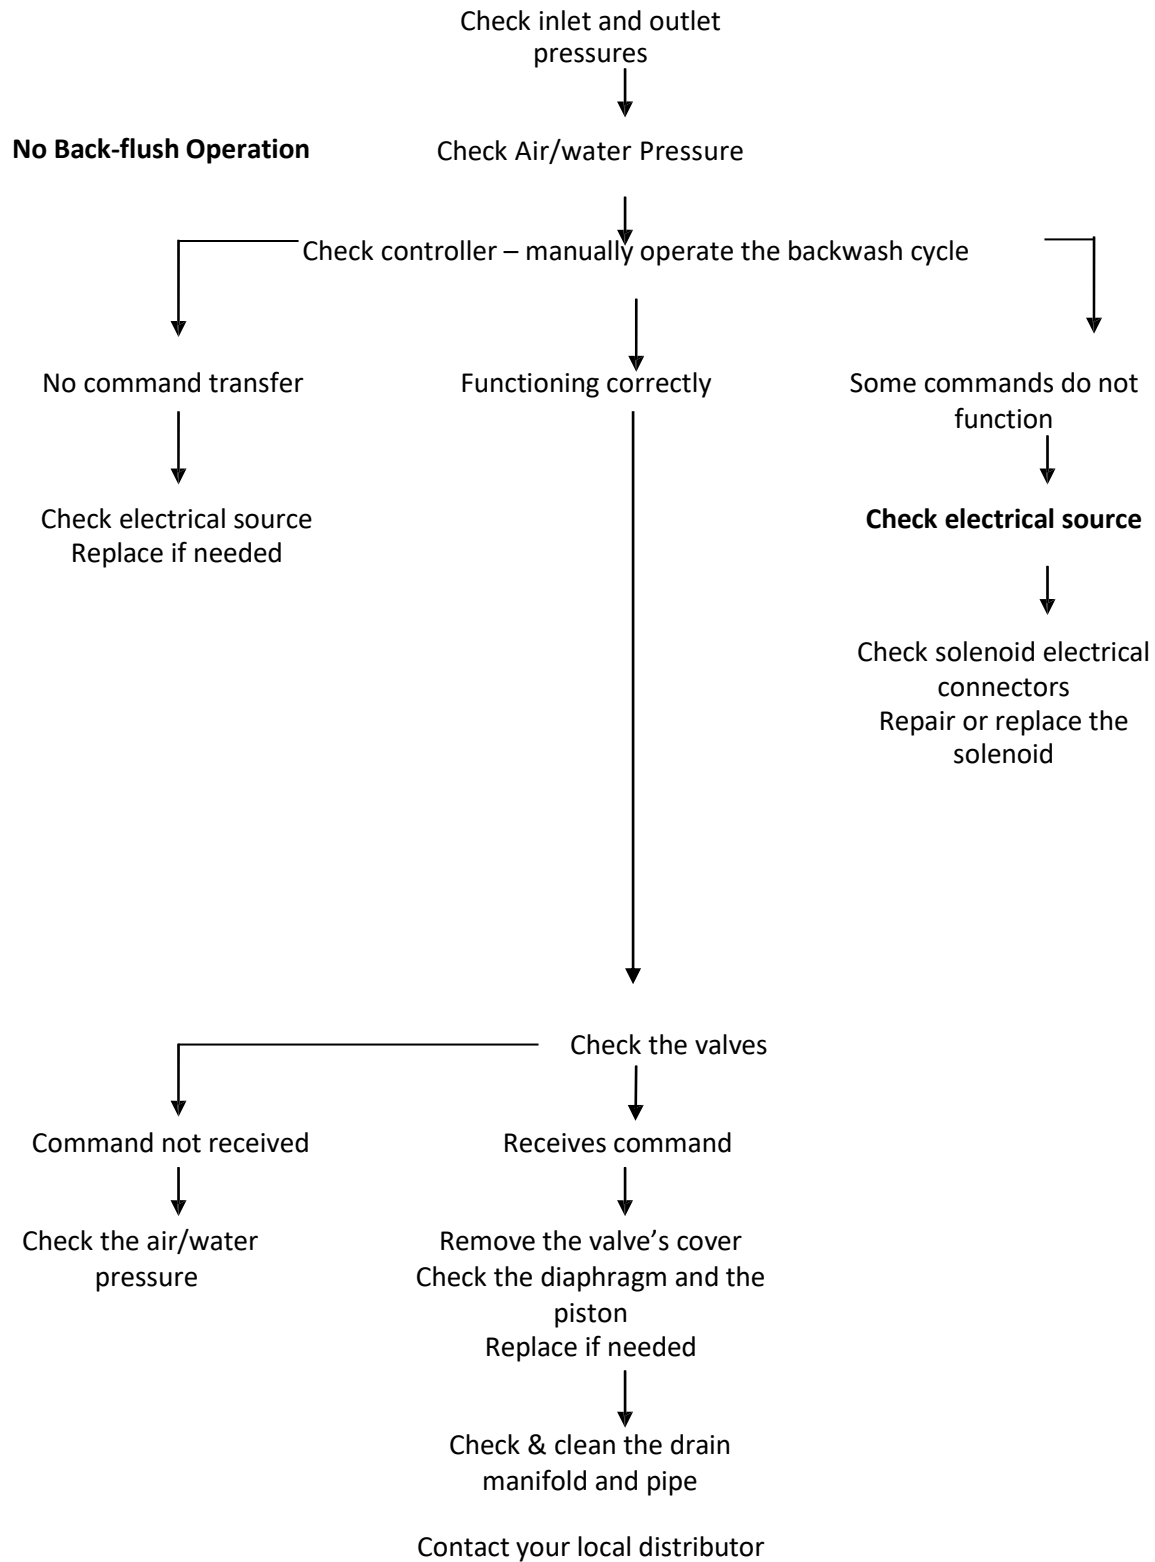 Check inlet and outlet
pressures
No Back-flush Operation
Check Air/water Pressure
Check controller – manually operate the backwash cycle
No command transfer
Functioning correctly
Some commands do not
function
Check electrical source
Replace if needed
Check electrical source
Check solenoid electrical
connectors
Repair or replace the
solenoid
Check the valves
Command not received
Receives command
Check the air/water
pressure
Remove the valve’s cover
Check the diaphragm and the
piston
Replace if needed
Check & clean the drain
manifold and pipe
Contact your local distributor